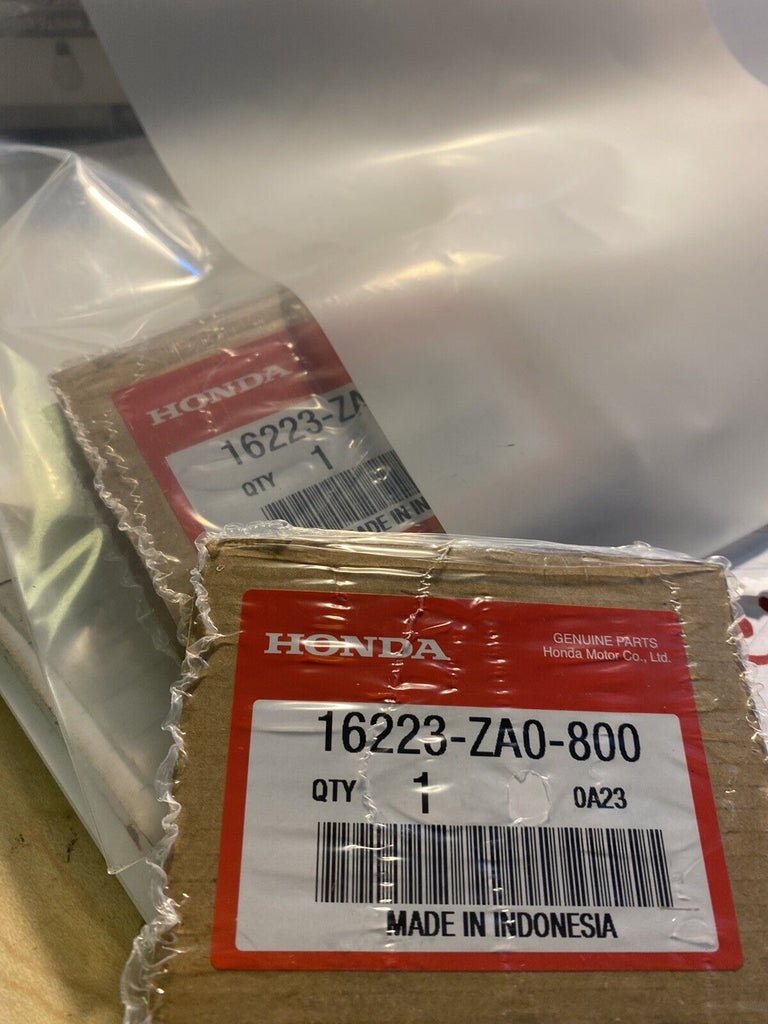 HONDA
16223-ZA
QTY 1
MADE IN IN
HONDA
GENUINE PARTS
Honda Motor Co., Ltd.
16223-ZA0-800
QTY 1 0A23
MADE IN INDONESIA